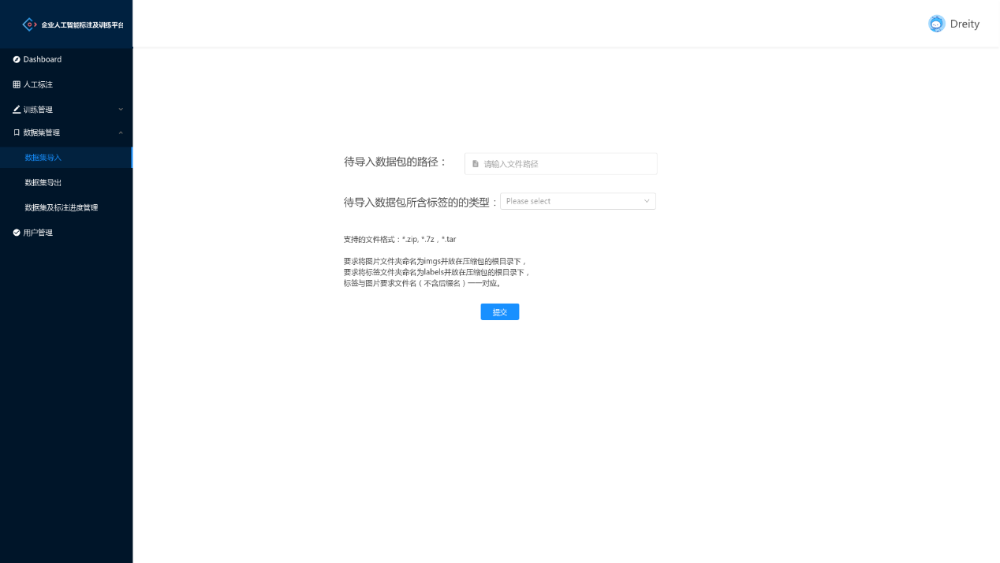 企业人工智能标注及训练平台
Dreity
Dashboard
人工标注
训练管理
数据集管理
数据集导入
数据集导出
数据集及标注进度管理
用户管理
待导入数据包的路径：
请输入文件路径
待导入数据包所含标签的的类型：
Please select
支持的文件格式：*.zip, *.7z，*.tar
要求将图片文件夹命名为imgs并放在压缩包的根目录下，
要求将标签文件夹命名为labels并放在压缩包的根目录下，
标签与图片要求文件名（不含后缀名）一一对应。
提交